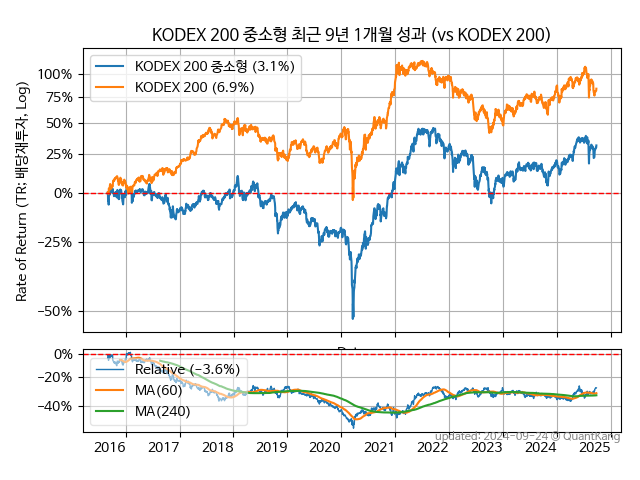 KODEX 200 중소형 최근 9년 1개월 성과 (vs KODEX 200)
KODEX 200 중소형 (3.1%)
KODEX 200 (6.9%)
Rate of Return (TR: 배당재투자, Log)
100%
75%
50%
25%
0%
−25%
−50%
0%
−20%
−40%
Relative (−3.6%)
MA(60)
MA(240)
updated: 2024-09-24 © QuantKang
2016 2017 2018 2019 2020 2021 2022 2023 2024 2025